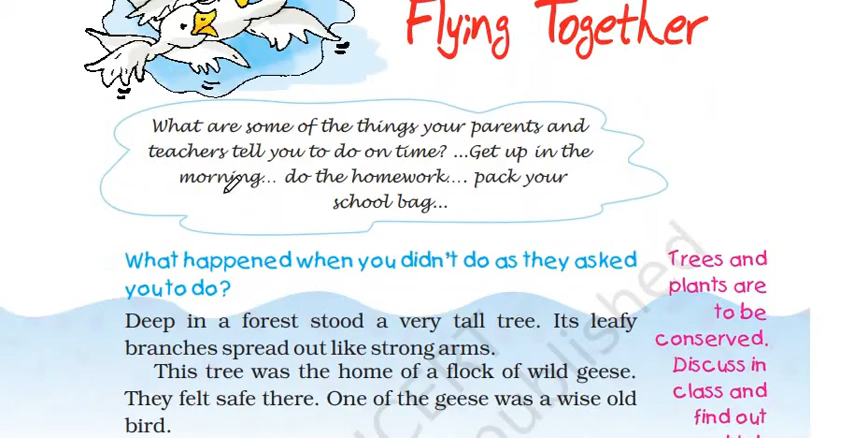 Flying Together
What are some of the things your parents and
teachers tell you to do on time? ...Get up in the
morning... do the homework.... pack your
school bag...
What happened when you didn't do as they asked
you to do?
Deep in a forest stood a very tall tree. Its leafy
branches spread out like strong arms.
This tree was the home of a flock of wild geese.
They felt safe there. One of the geese was a wise old
bird.
Trees and
plants are
to be
conserved.
Discuss in
class and
find out
NCERT
published